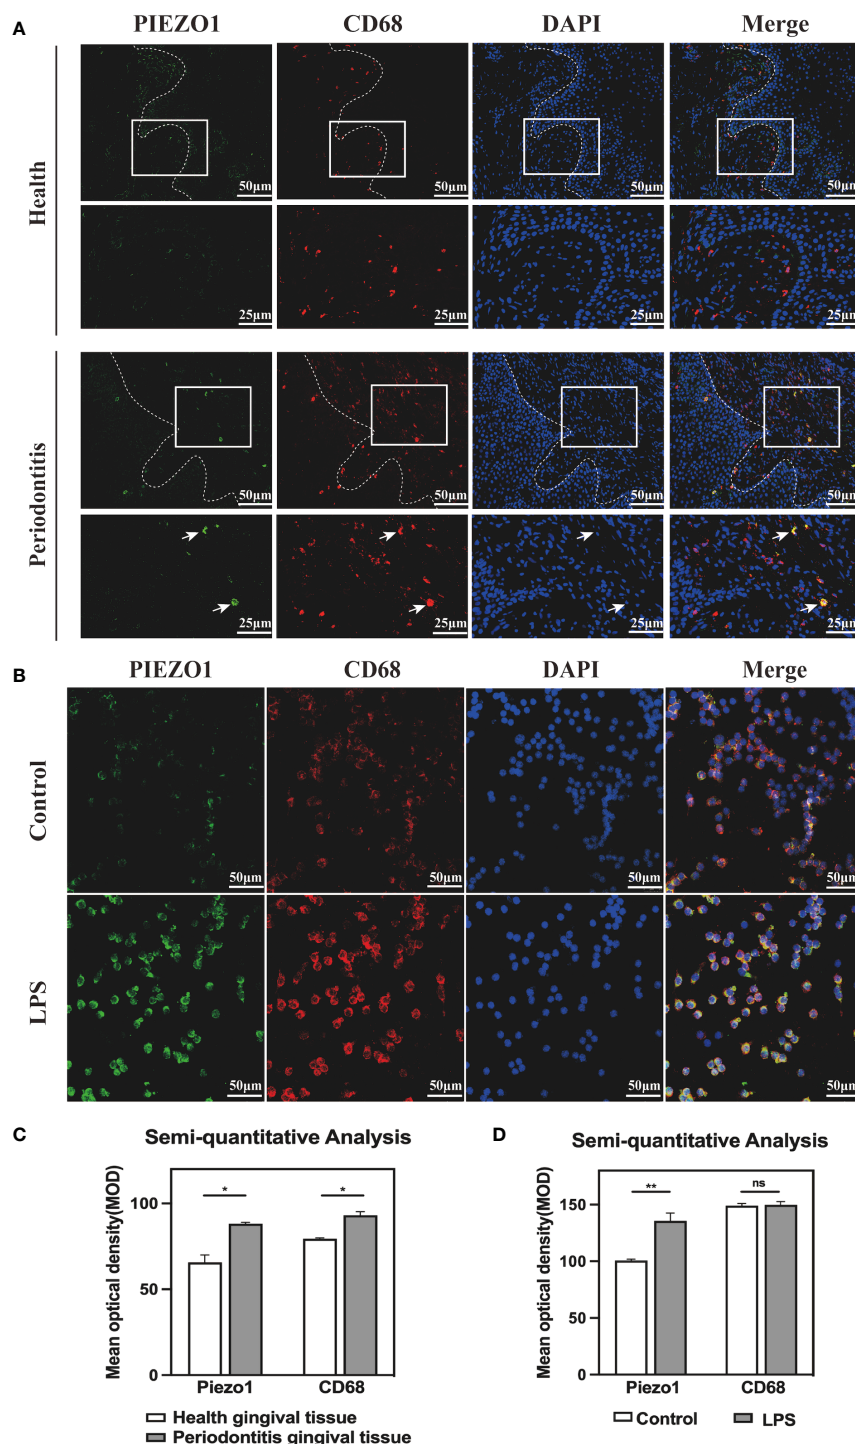 A
PIEZO1 CD68 DAPI Merge
Health
50μm 50μm 50μm 50μm
25μm 25μm 25μm 25μm
Periodontitis
50μm 50μm 50μm 50μm
25μm 25μm 25μm 25μm
B
PIEZO1 CD68 DAPI Merge
Control
50μm 50μm 50μm 50μm
LPS
50μm 50μm 50μm 50μm
C
Semi-quantitative Analysis
Mean optical density(MOD)
100
50
0
* *
Piezo1 CD68
Health gingival tissue
Periodontitis gingival tissue
D
Semi-quantitative Analysis
Mean optical density(MOD)
150
100
50
0
** ns
Piezo1 CD68
Control LPS